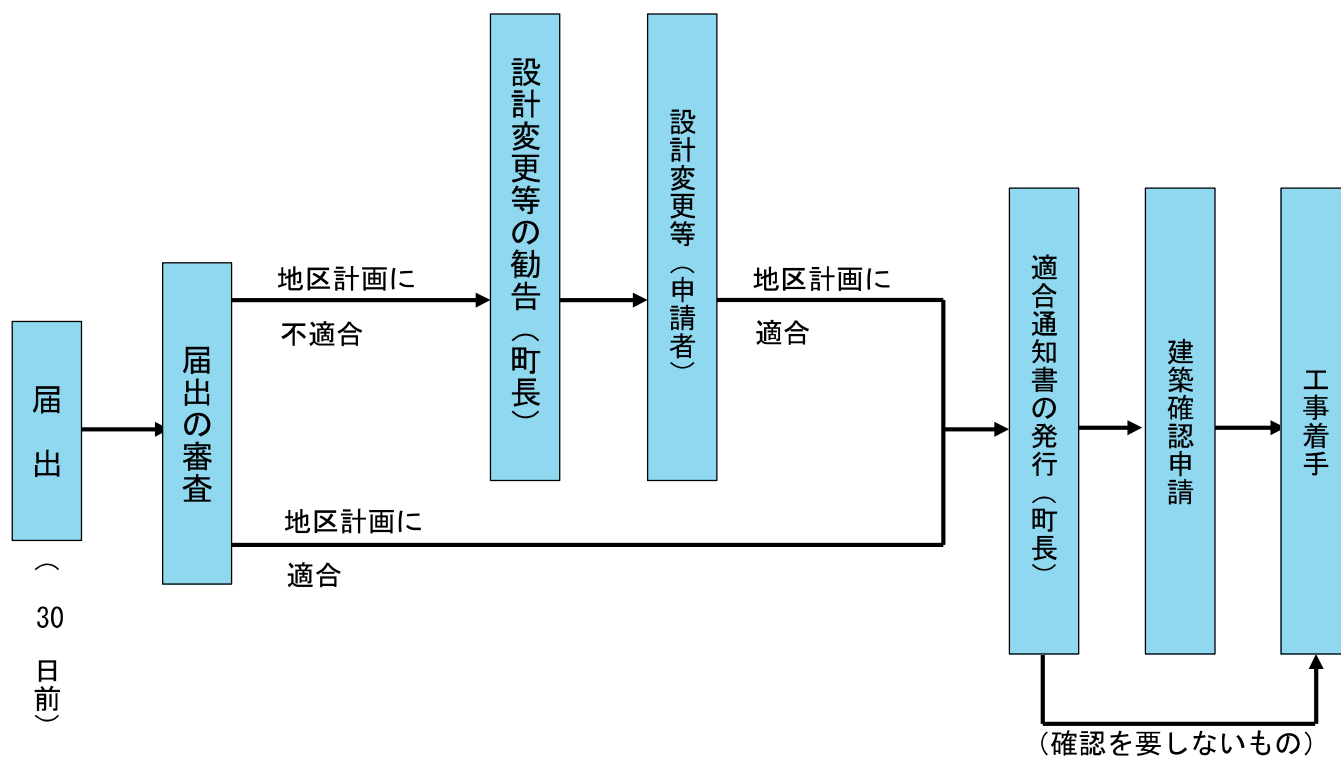 届出
（30日前）
届出の審査
地区計画に
不適合
地区計画に
適合
設計変更等の勧告（町長）
設計変更等（申請者）
地区計画に
適合
適合通知書の発行（町長）
建築確認申請
工事着手
（確認を要しないもの）